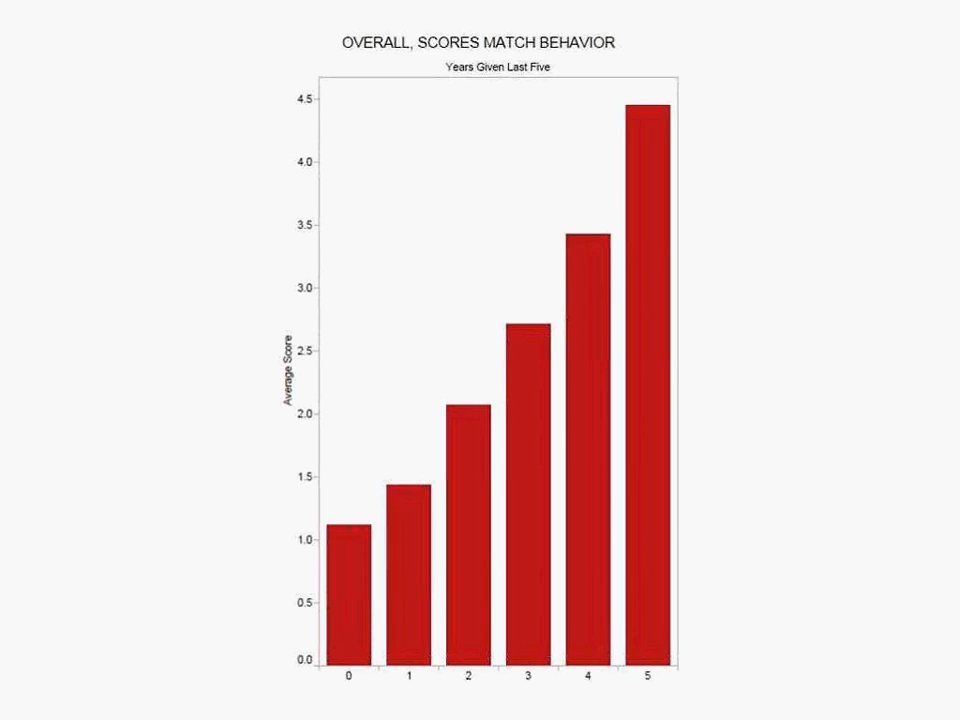 OVERALL, SCORES MATCH BEHAVIOR
Years Given Last Five
4.5
4.0
3.5
3.0
2.5
2.0
1.5
1.0
0.5
0.0
Average Score
0 1 2 3 4 5